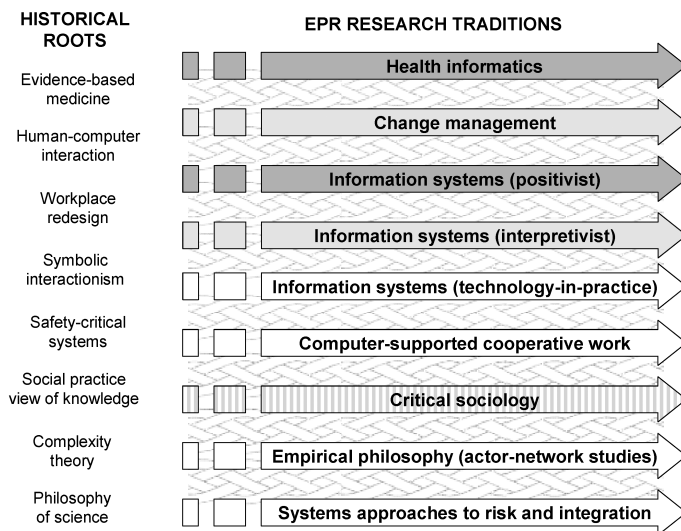 HISTORICAL
ROOTS
EPR RESEARCH TRADITIONS
Evidence-based
medicine
Human-computer
interaction
Workplace
redesign
Symbolic
interactionism
Safety-critical
systems
Social practice
view of knowledge
Complexity
theory
Philosophy
of science
Health informatics
Change management
Information systems (positivist)
Information systems (interpretivist)
Information systems (technology-in-practice)
Computer-supported cooperative work
Critical sociology
Empirical philosophy (actor-network studies)
Systems approaches to risk and integration